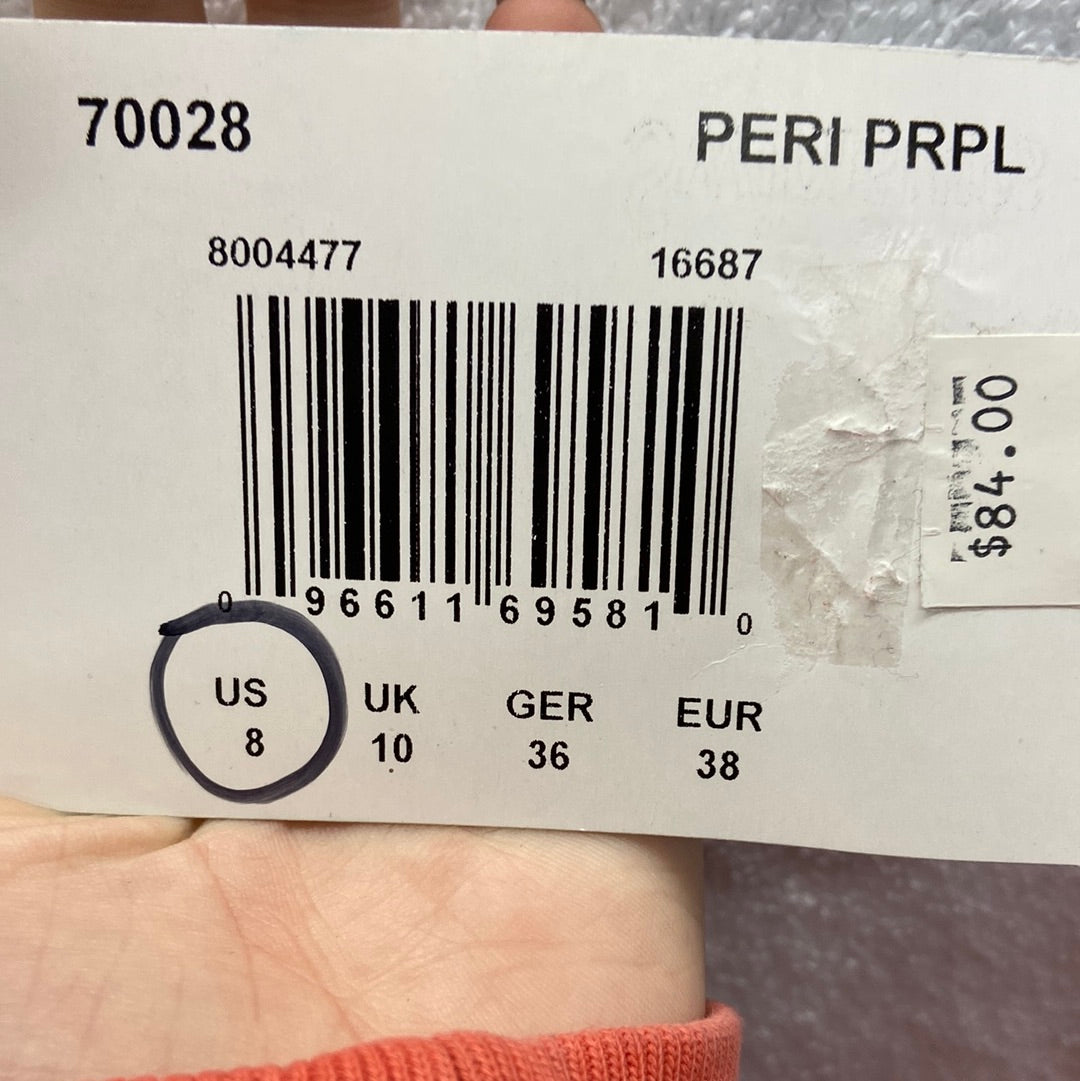 70028
PERI PRPL
8004477 16687
0 96611 69581 0
US UK GER EUR
8 10 36 38
$84.00